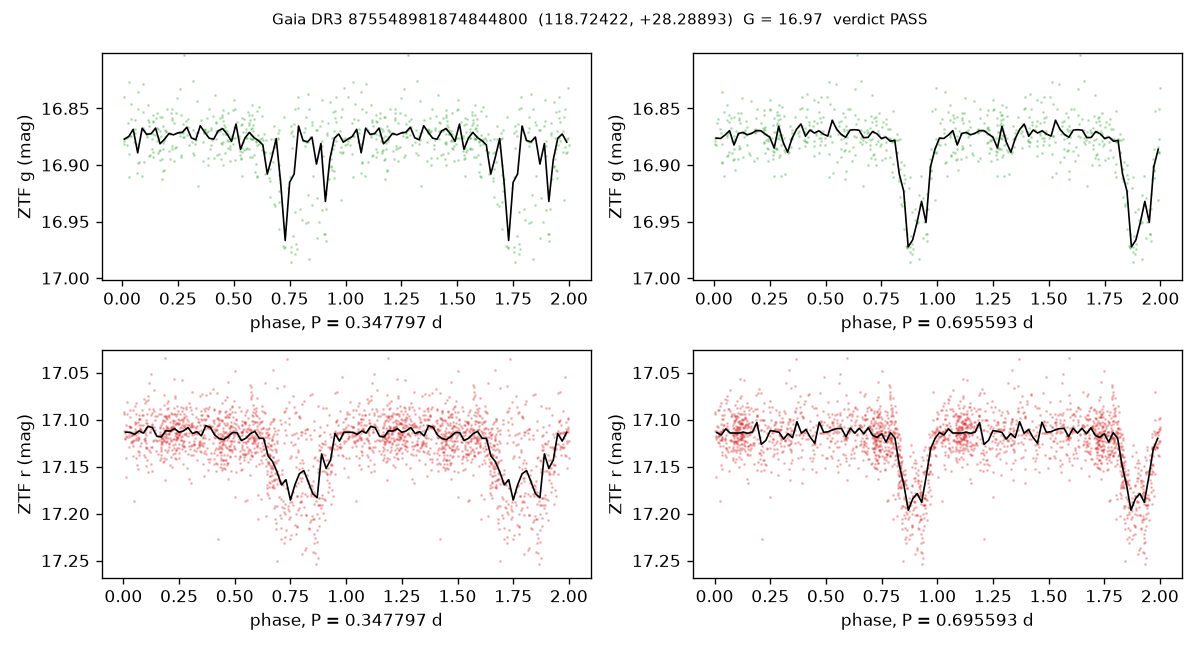 Gaia DR3 875548981874844800 (118.72422, +28.28893) G = 16.97 verdict PASS
ZTF g (mag)
16.85
16.90
16.95
17.00
0.00 0.25 0.50 0.75 1.00 1.25 1.50 1.75 2.00
phase, P = 0.347797 d
ZTF g (mag)
16.85
16.90
16.95
17.00
0.00 0.25 0.50 0.75 1.00 1.25 1.50 1.75 2.00
phase, P = 0.695593 d
ZTF r (mag)
17.05
17.10
17.15
17.20
17.25
0.00 0.25 0.50 0.75 1.00 1.25 1.50 1.75 2.00
phase, P = 0.347797 d
ZTF r (mag)
17.05
17.10
17.15
17.20
17.25
0.00 0.25 0.50 0.75 1.00 1.25 1.50 1.75 2.00
phase, P = 0.695593 d